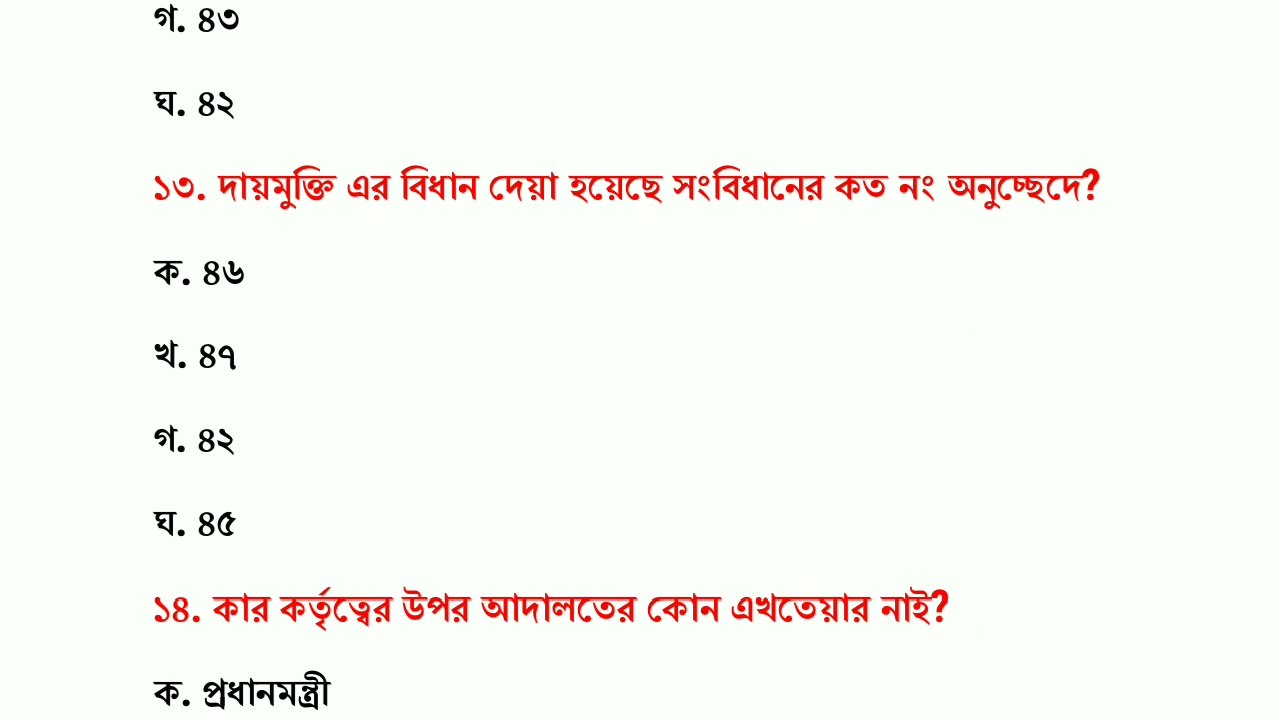 গ. ৪৩
ঘ. ৪২
১৩. দায়মুক্তি এর বিধান দেয়া হয়েছে সংবিধানের কত নং অনুচ্ছেদে?
ক. ৪৬
খ. ৪৭
গ. ৪২
ঘ. ৪৫
১৪. কার কর্তৃত্বের উপর আদালতের কোন এখতেয়ার নাই?
ক. প্রধানমন্ত্রী